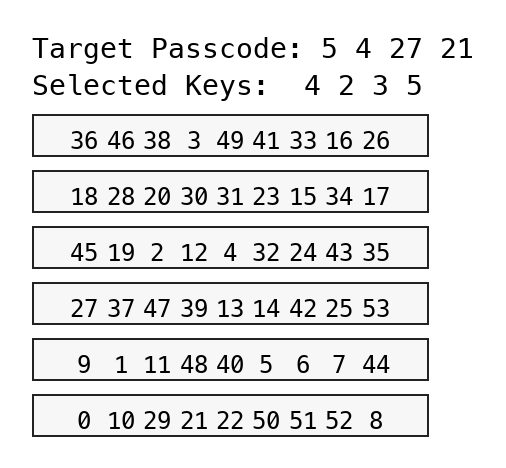 Target Passcode: 5 4 27 21
Selected Keys: 4 2 3 5
36 46 38 3 49 41 33 16 26
18 28 20 30 31 23 15 34 17
45 19 2 12 4 32 24 43 35
27 37 47 39 13 14 42 25 53
9 1 11 48 40 5 6 7 44
0 10 29 21 22 50 51 52 8